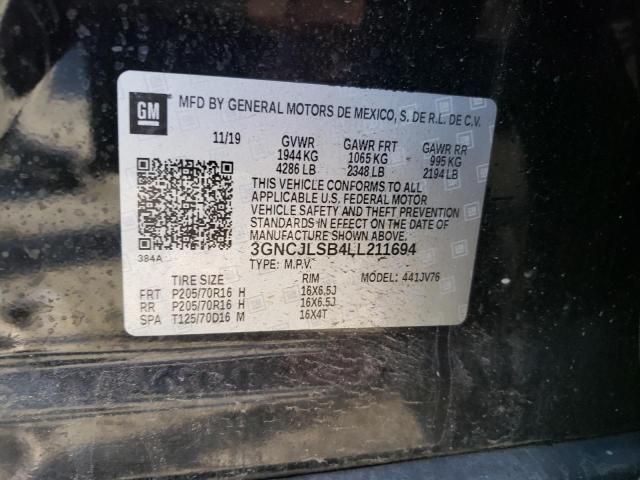 GM
MFD BY GENERAL MOTORS DE MEXICO, S. DE R.L. DE C.V.
11/19 GVWR GAWR FRT GAWR RR
1944 KG 1065 KG 995 KG
4286 LB 2348 LB 2194 LB
THIS VEHICLE CONFORMS TO ALL
APPLICABLE U.S. FEDERAL MOTOR
VEHICLE SAFETY AND THEFT PREVENTION
STANDARDS IN EFFECT ON THE DATE OF
MANUFACTURE SHOWN ABOVE.
384A 3GNCJLSB4LL211694
TYPE: M.P.V. MODEL: 441JV76
TIRE SIZE RIM
FRT P205/70R16 H 16X6.5J
RR P205/70R16 H 16X6.5J
SPA T125/70D16 M 16X4T